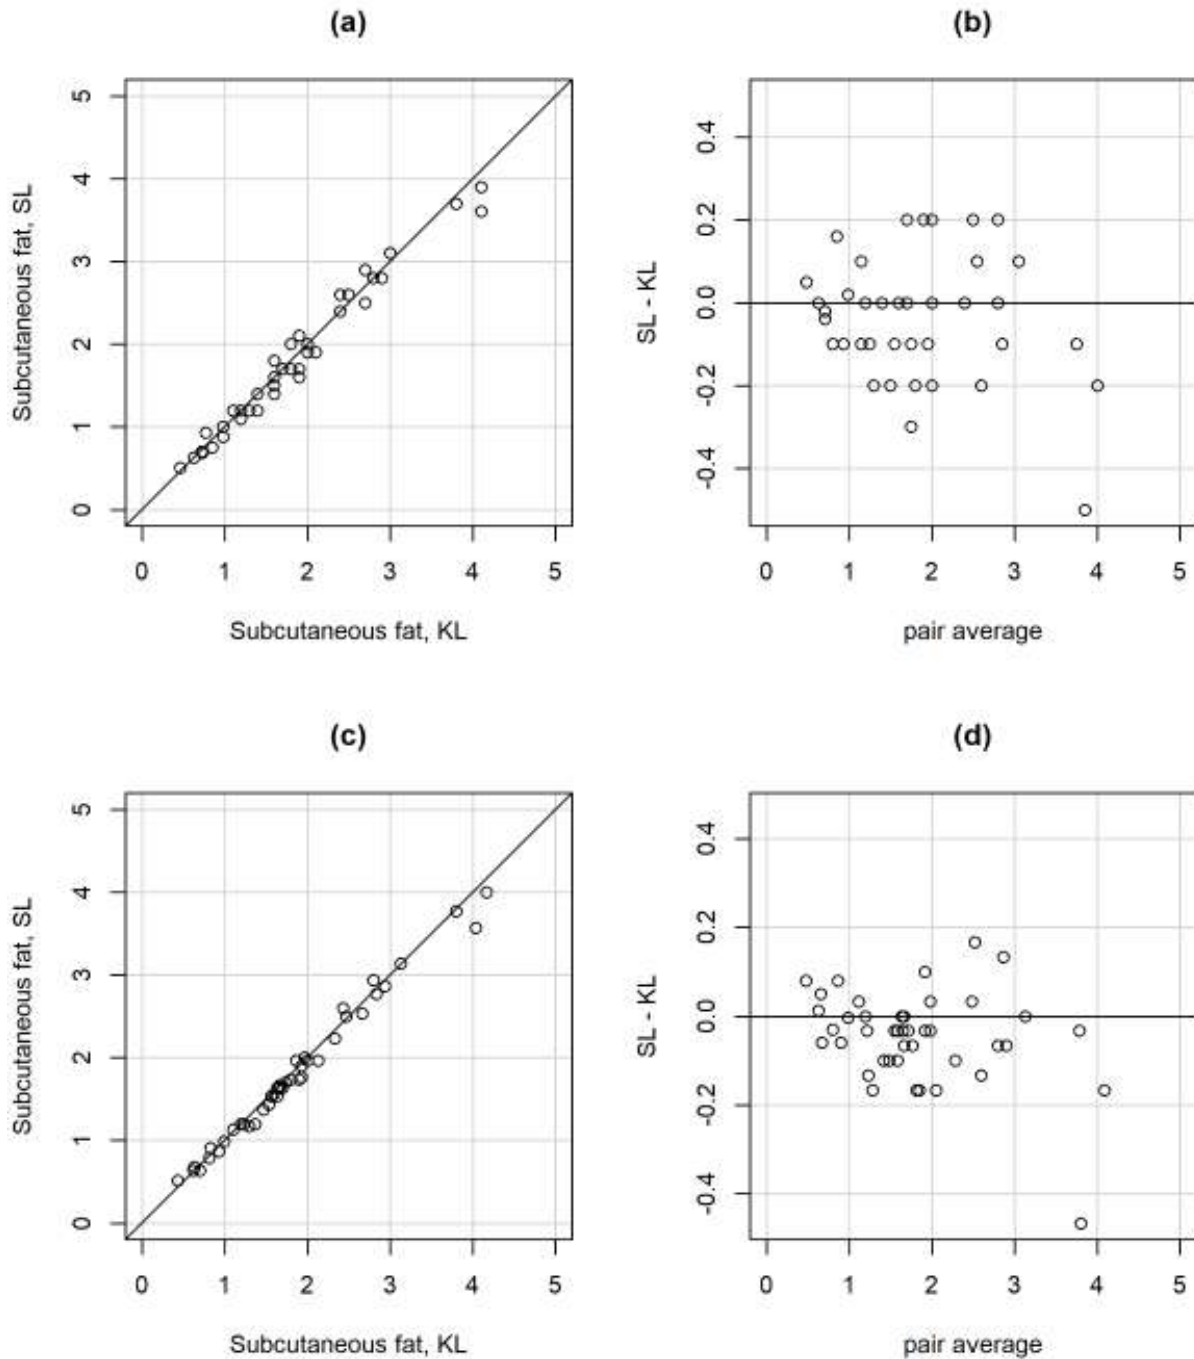 (a)
5
4
3
2
1
0
Subcutaneous fat, SL
0 1 2 3 4 5
Subcutaneous fat, KL
(b)
0.4
0.2
0.0
-0.2
-0.4
SL - KL
0 1 2 3 4 5
pair average
(c)
5
4
3
2
1
0
Subcutaneous fat, SL
0 1 2 3 4 5
Subcutaneous fat, KL
(d)
0.4
0.2
0.0
-0.2
-0.4
SL - KL
0 1 2 3 4 5
pair average